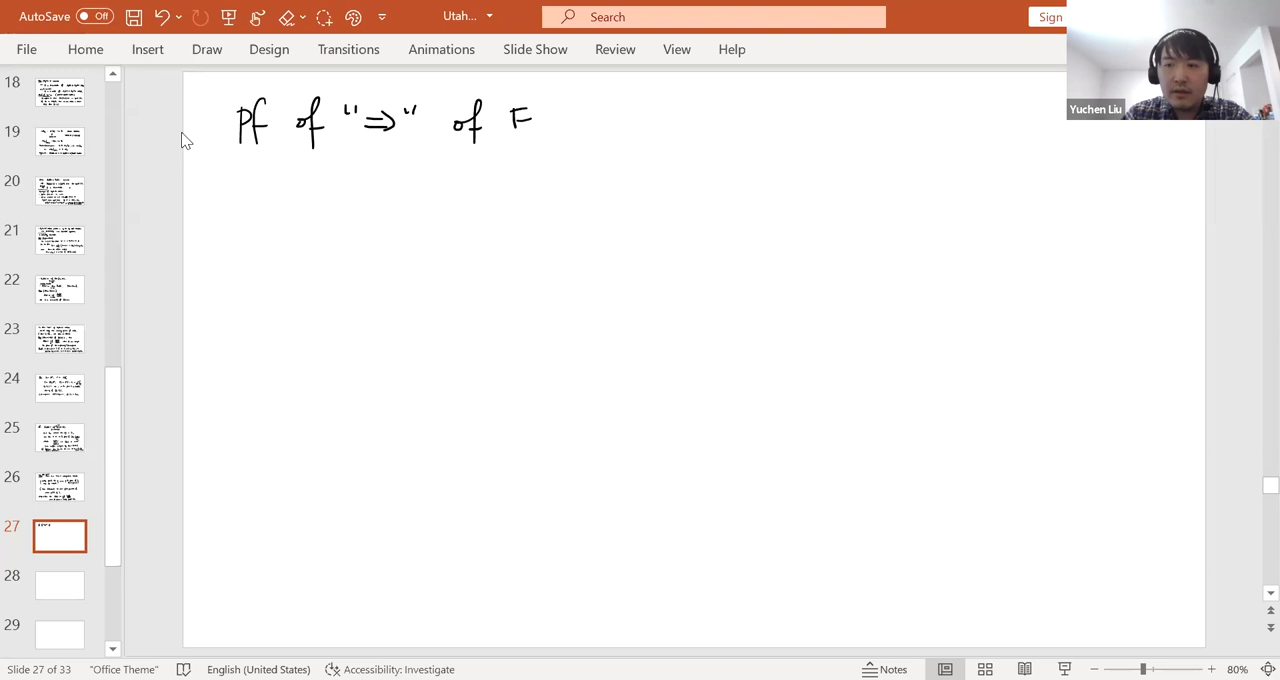 AutoSave Off Utah... Search Sign
File Home Insert Draw Design Transitions Animations Slide Show Review View Help
Yuchen Liu
Pf of "⇒" of F
18
19
20
21
22
23
24
25
26
27
28
29
Slide 27 of 33 "Office Theme" English (United States) Accessibility: Investigate Notes 80%